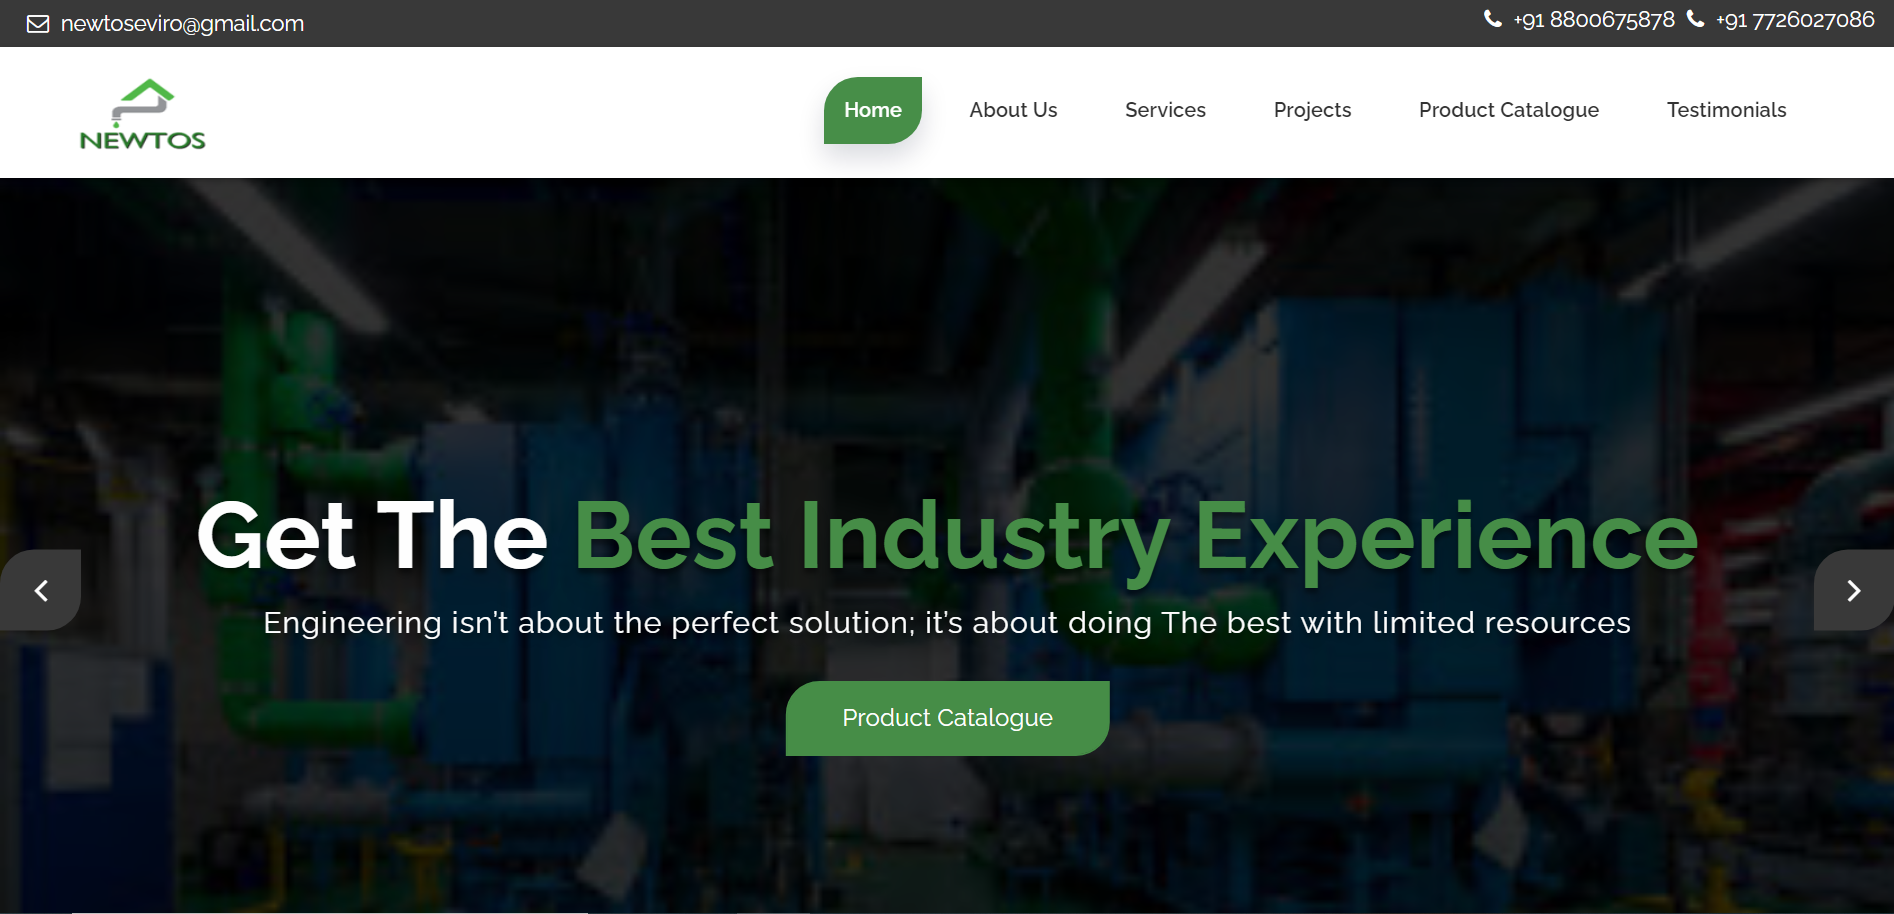 newtoseviro@gmail.com
+91 8800675878 +91 7726027086
NEWTOS
Home About Us Services Projects Product Catalogue Testimonials
Get The Best Industry Experience
Engineering isn’t about the perfect solution; it’s about doing The best with limited resources
Product Catalogue